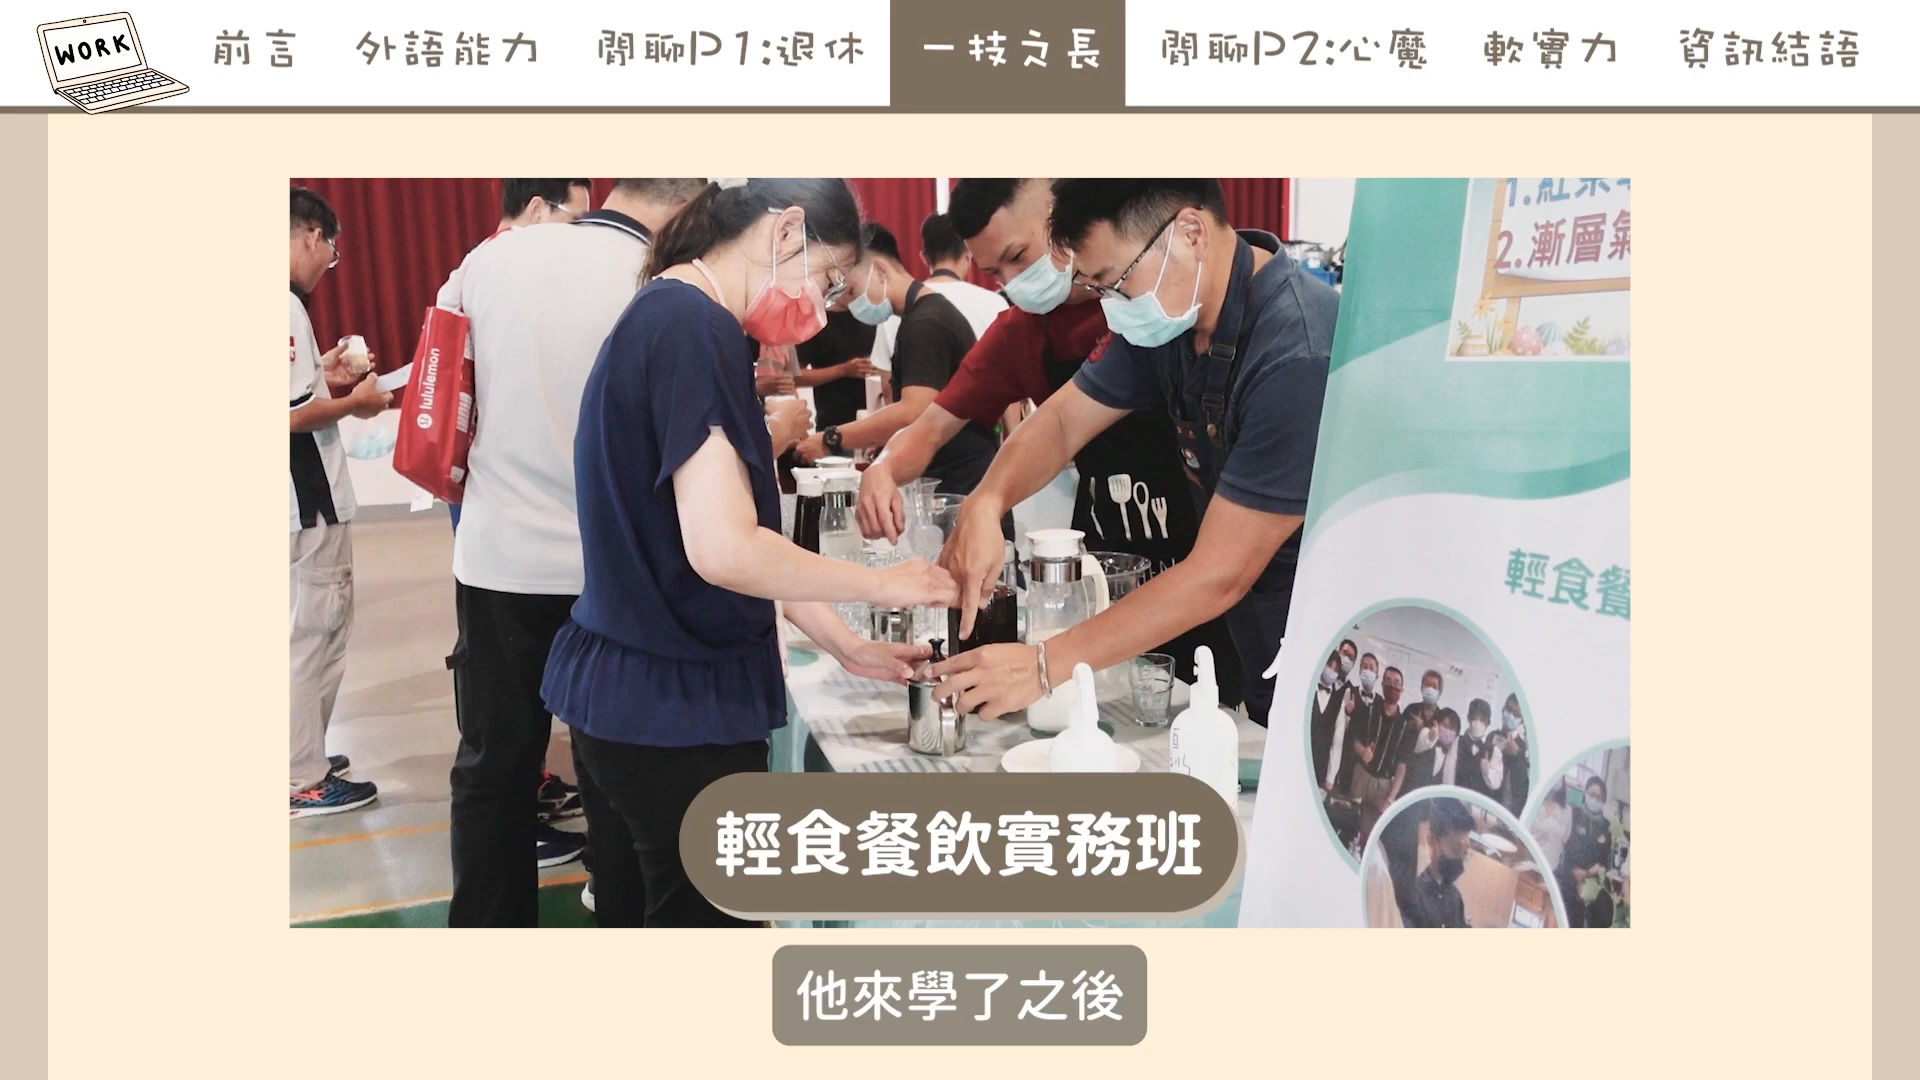 WORK
前言
外語能力
閒聊P1:退休
一技之長
閒聊P2:心魔
軟實力
資訊結語
lululemon
2.漸層氣
輕食餐
輕食餐飲實務班
他來學了之後